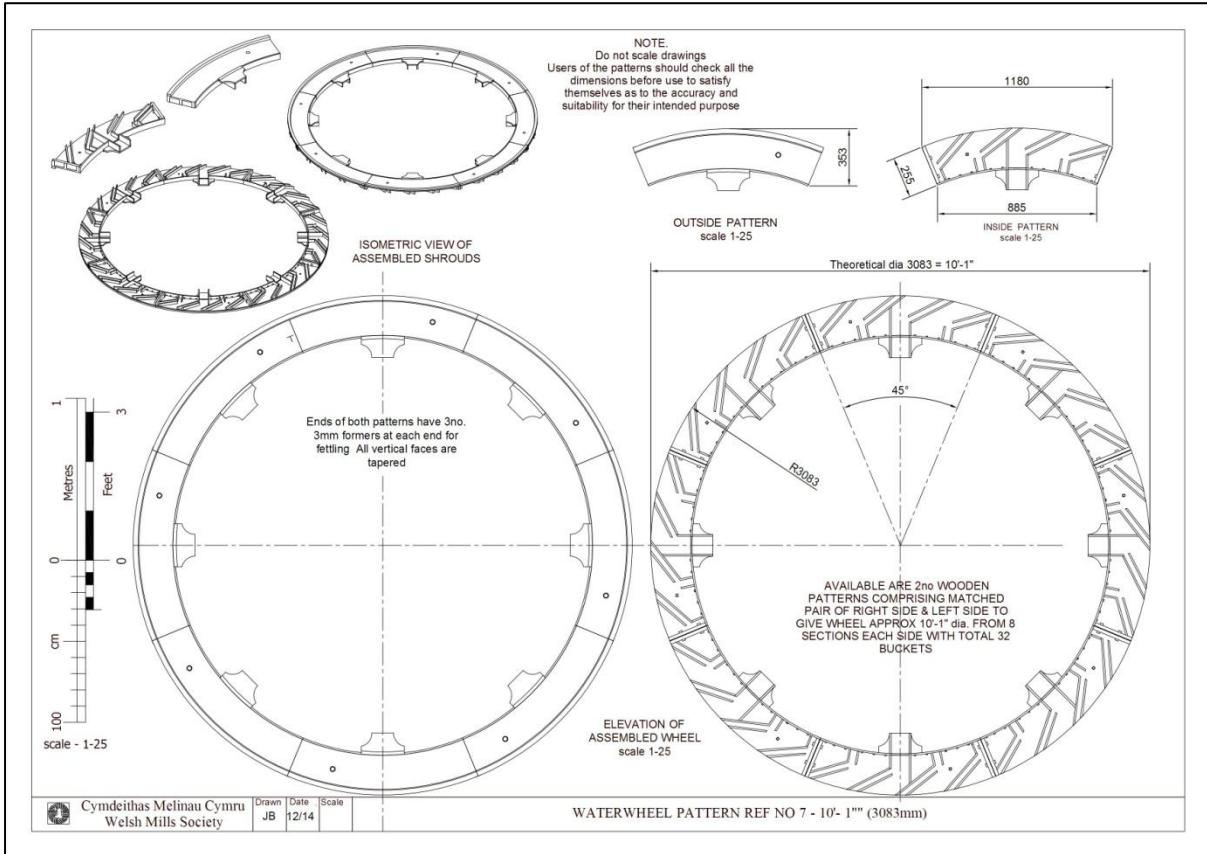 NOTE.
Do not scale drawings
Users of the patterns should check all the
dimensions before use to satisfy
themselves as to the accuracy and
suitability for their intended purpose
1180
353
255
885
OUTSIDE PATTERN
scale 1-25
INSIDE PATTERN
scale 1-25
ISOMETRIC VIEW OF
ASSEMBLED SHROUDS
Theoretical dia 3083 = 10'-1"
45°
R3083
Ends of both patterns have 3no.
3mm formers at each end for
fettling All vertical faces are
tapered
1
3
Metres
Feet
0
0
cm
100
scale - 1-25
AVAILABLE ARE 2no WOODEN
PATTERNS COMPRISING MATCHED
PAIR OF RIGHT SIDE & LEFT SIDE TO
GIVE WHEEL APPROX 10'-1" dia. FROM 8
SECTIONS EACH SIDE WITH TOTAL 32
BUCKETS
ELEVATION OF
ASSEMBLED WHEEL
scale 1-25
Cymdeithas Melinau Cymru
Welsh Mills Society
Drawn
JB
Date
12/14
Scale
WATERWHEEL PATTERN REF NO 7 - 10'- 1"" (3083mm)